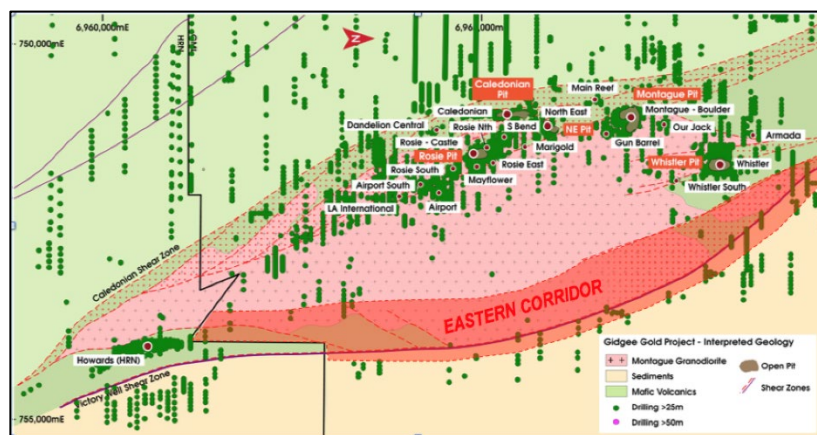 6,960,000mE
6,960,000mE
750,000mE
N
HRN
Caledonian Pit
Main Reef
Montague Pit
Caledonian
North East
Montague - Boulder
Dandelion Central
Rosie Nth
S Bend
NE Pit
Our Jack
Armada
Rosie - Castle
Gun Barrel
Rosie Pit
Marigold
Whistler Pit
Whistler
Rosie South
Rosie East
Mayflower
Airport South
Whistler South
LA International
Airport
Caledonian Shear Zone
EASTERN CORRIDOR
Howards (HRN)
Victory Well Shear Zone
755,000mE
Gidgee Gold Project - Interpreted Geology
Montague Granodiorite
Open Pit
Sediments
Shear Zones
Mafic Volcanics
Drilling >25m
Drilling >50m